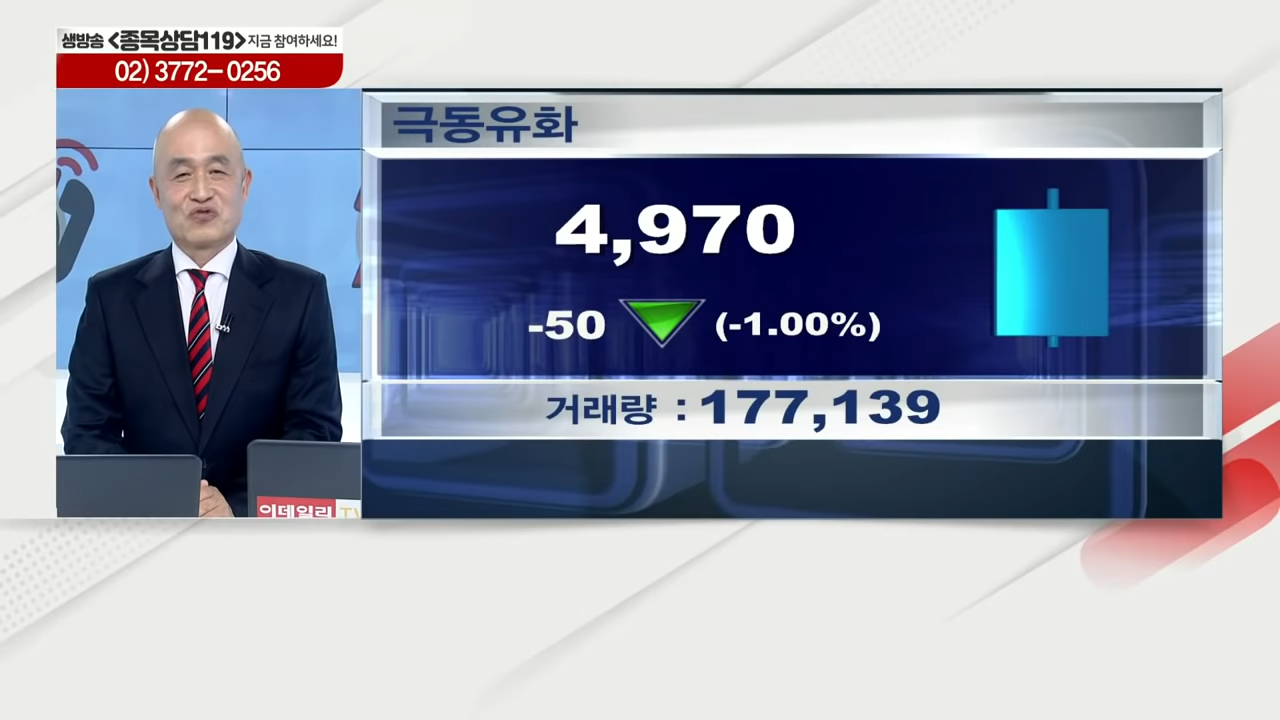 생방송 <종목상담119> 지금 참여하세요!
02) 3772-0256
극동유화
4,970
-50 (-1.00%)
거래량 : 177,139
이데일리 TV